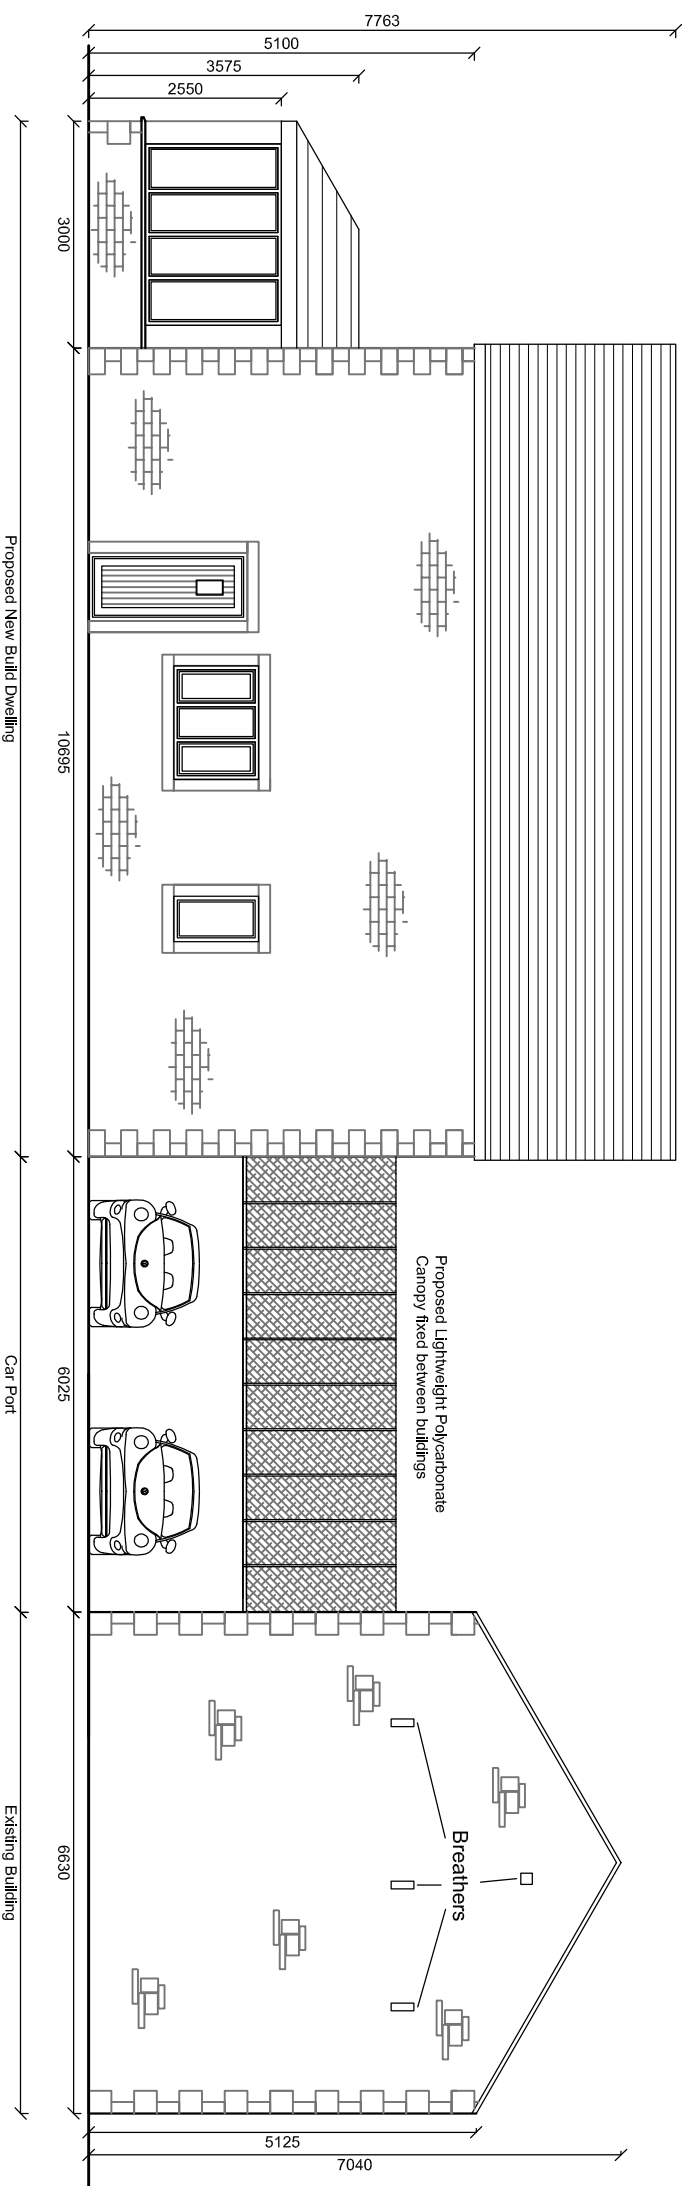 7763
5100
3575
2550
Proposed Lightweight Polycarbonate
Canopy fixed between buildings
Breathers
5125
7040
3000
10695
6025
6630
Proposed New Build Dwelling
Car Port
Existing Building